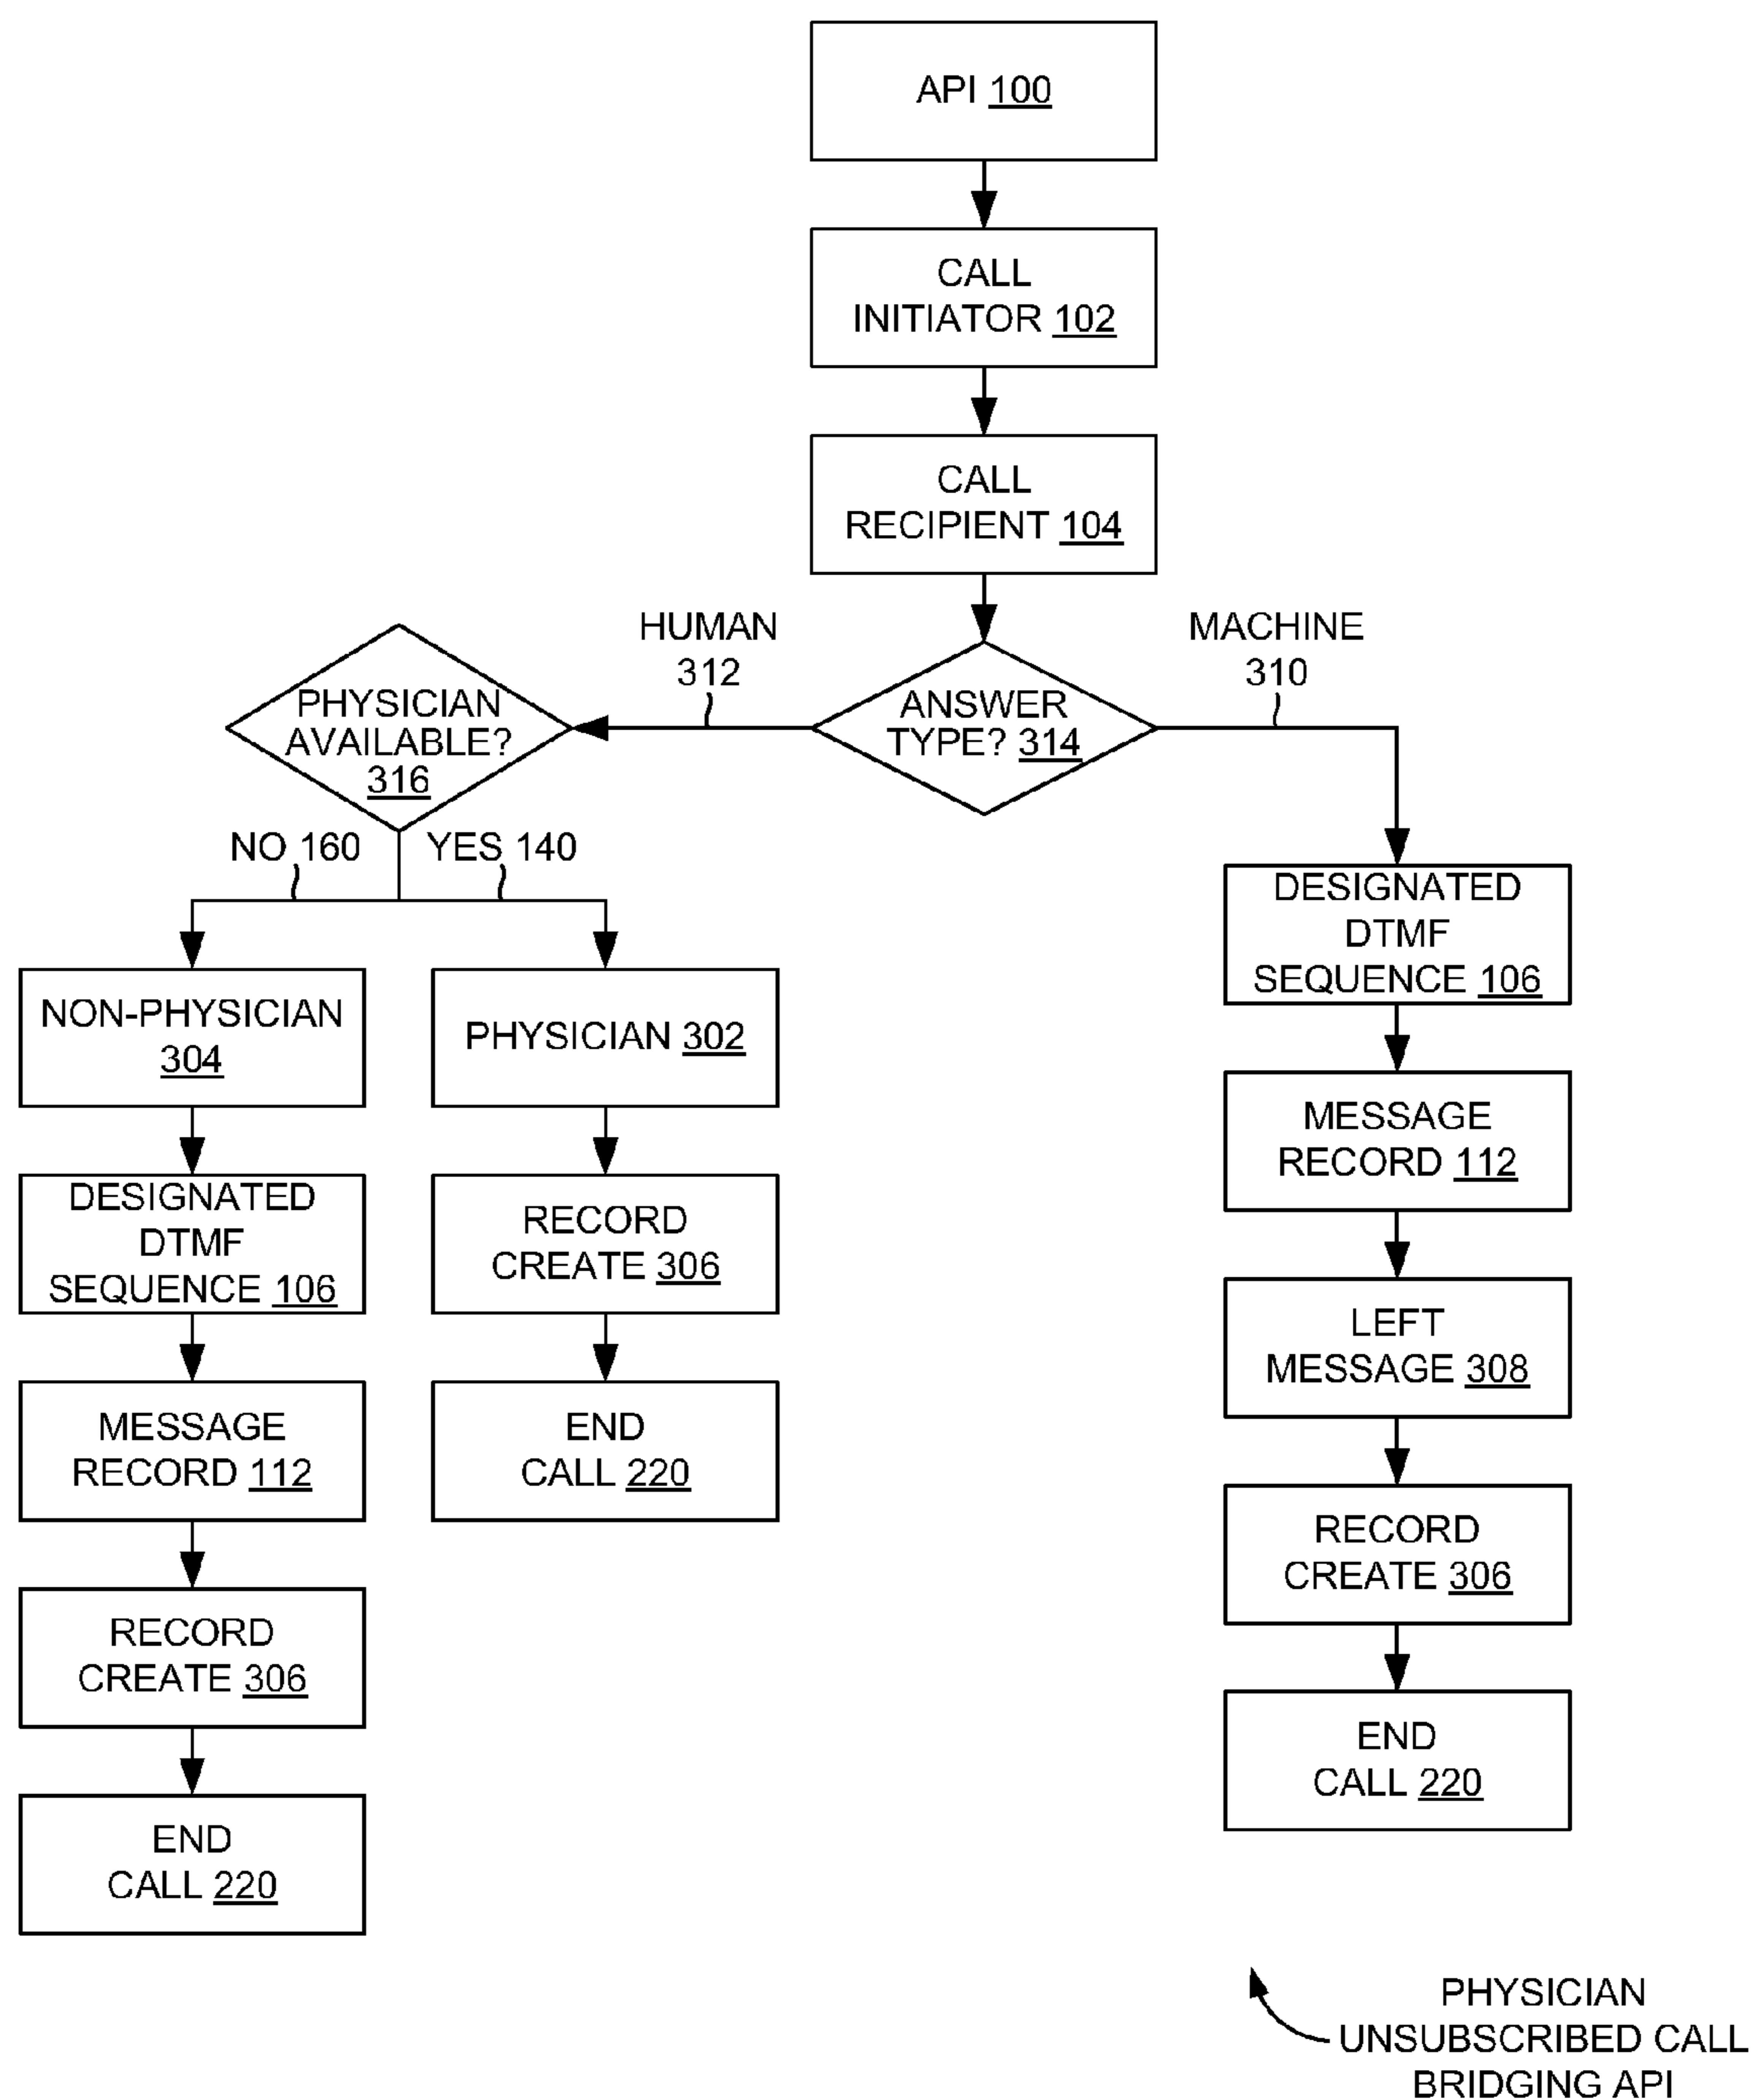 API 100
CALL
INITIATOR 102
CALL
RECIPIENT 104
HUMAN
312
MACHINE
310
PHYSICIAN
AVAILABLE?
316
ANSWER
TYPE? 314
NO 160
YES 140
NON-PHYSICIAN
304
DESIGNATED
DTMF
SEQUENCE 106
MESSAGE
RECORD 112
RECORD
CREATE 306
END
CALL 220
PHYSICIAN 302
RECORD
CREATE 306
END
CALL 220
DESIGNATED
DTMF
SEQUENCE 106
MESSAGE
RECORD 112
LEFT
MESSAGE 308
RECORD
CREATE 306
END
CALL 220
PHYSICIAN
UNSUBSCRIBED CALL
BRIDGING API